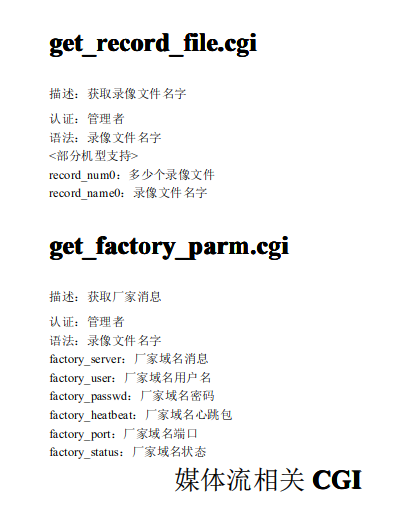 get_record_file.cgi
描述：获取录像文件名字
认证：管理者
语法：录像文件名字
<部分机型支持>
record_num0：多少个录像文件
record_name0：录像文件名字
get_factory_parm.cgi
描述：获取厂家消息
认证：管理者
语法：录像文件名字
factory_server：厂家域名消息
factory_user：厂家域名用户名
factory_passwd：厂家域名密码
factory_heatbeat：厂家域名心跳包
factory_port：厂家域名端口
factory_status：厂家域名状态
媒体流相关 CGI